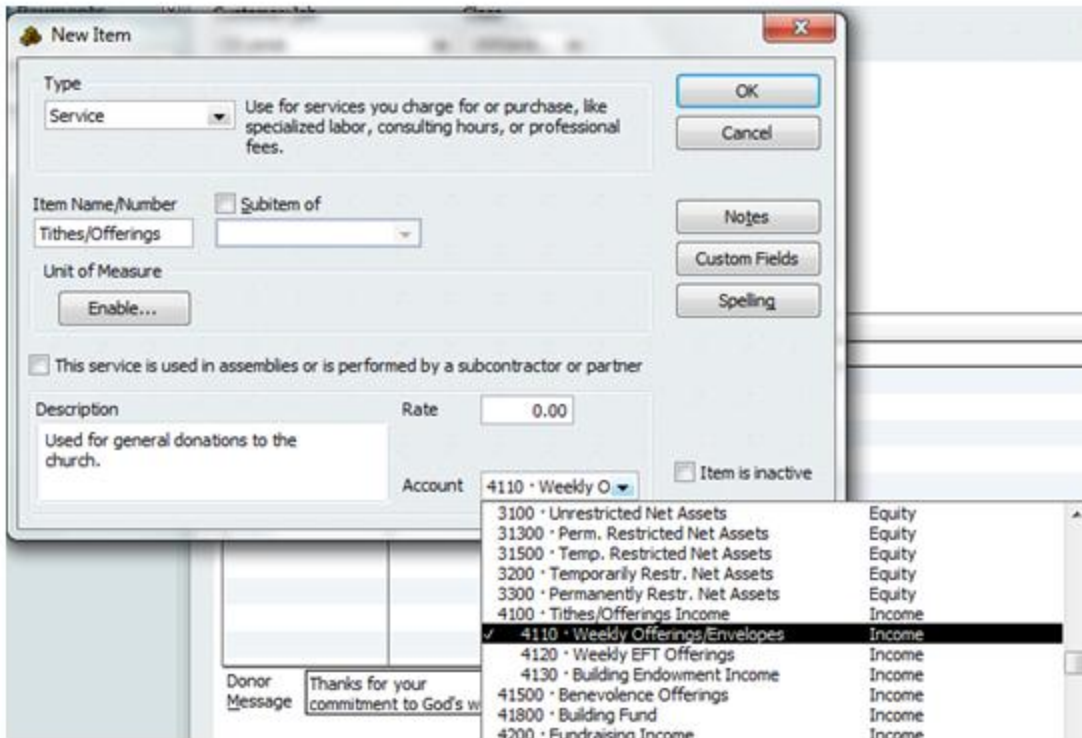 New Item
Type
Service
Use for services you charge for or purchase, like
specialized labor, consulting hours, or professional
fees.
OK
Cancel
Item Name/Number
Subitem of
Tithes/Offerings
Notes
Unit of Measure
Custom Fields
Enable...
Spelling
This service is used in assemblies or is performed by a subcontractor or partner
Description
Rate
0.00
Used for general donations to the
church.
Item is inactive
Account
4110 · Weekly O
3100 · Unrestricted Net Assets Equity
31300 · Perm. Restricted Net Assets Equity
31500 · Temp. Restricted Net Assets Equity
3200 · Temporarily Restr. Net Assets Equity
3300 · Permanently Restr. Net Assets Equity
4100 · Tithes/Offerings Income Income
4110 · Weekly Offerings/Envelopes Income
4120 · Weekly EFT Offerings Income
4130 · Building Endowment Income Income
41500 · Benevolence Offerings Income
41800 · Building Fund Income
4200 · Fundraising Income Income
Donor
Message
Thanks for your
commitment to God's w